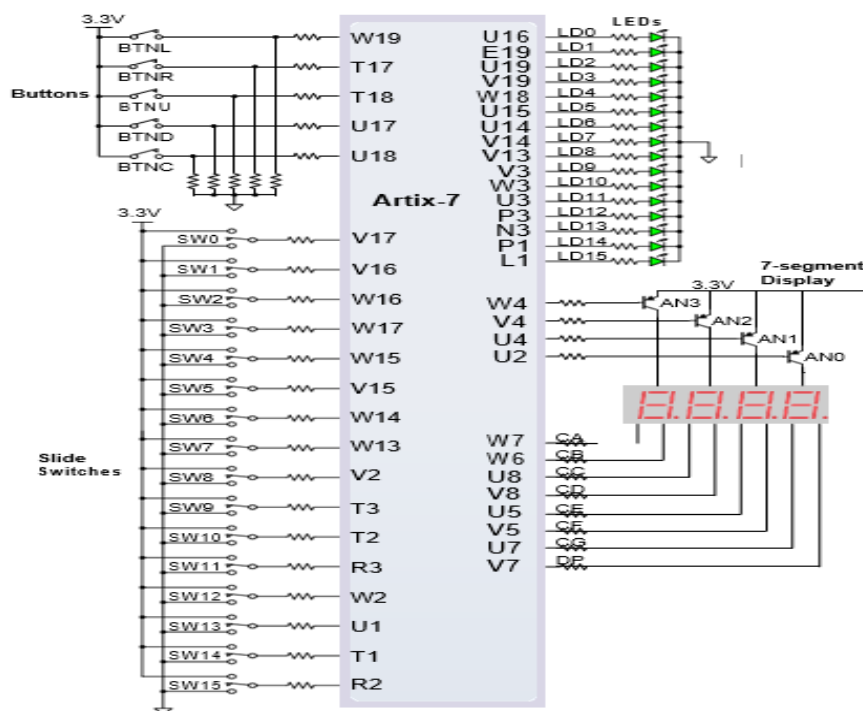 3.3V
BTNL
BTNR
Buttons
BTNU
BTND
BTNC
W19
T17
T18
U17
U18
Artix-7
3.3V
SW0
SW1
SW2
SW3
SW4
SW5
SW6
SW7
Slide
Switches
SW8
SW9
SW10
SW11
SW12
SW13
SW14
SW15
V17
V16
W16
W17
W15
V15
W14
W13
V2
T3
T2
R3
W2
U1
T1
R2
LEDs
U16 LD0
E19 LD1
U19 LD2
V19 LD3
W18 LD4
U15 LD5
U14 LD6
V14 LD7
V13 LD8
V3 LD9
W3 LD10
U3 LD11
P3 LD12
N3 LD13
P1 LD14
L1 LD15
7-segment
Display
3.3V
W4 AN3
V4 AN2
U4 AN1
U2 AN0
8.8.8.8.
W7 CA
W6 CB
U8 CC
V8 CD
U5 CE
V5 CF
U7 CG
V7 DP